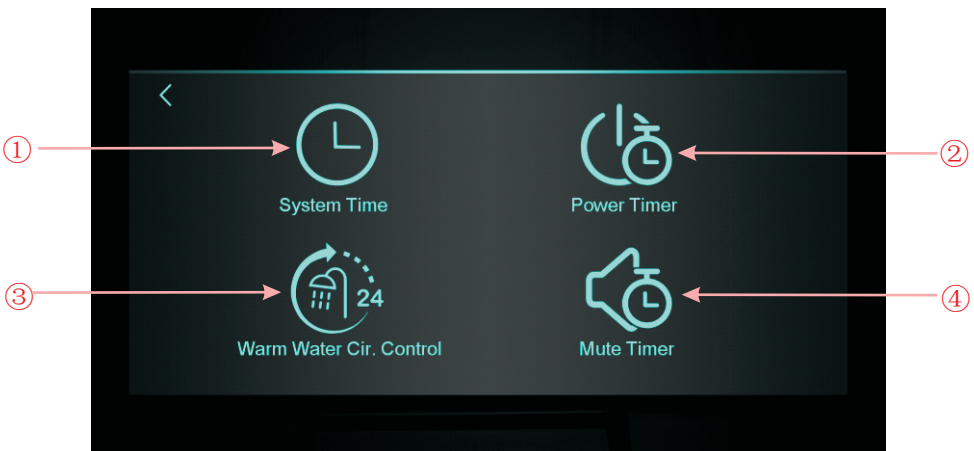 ①
System Time
②
Power Timer
③
24
Warm Water Cir. Control
④
Mute Timer